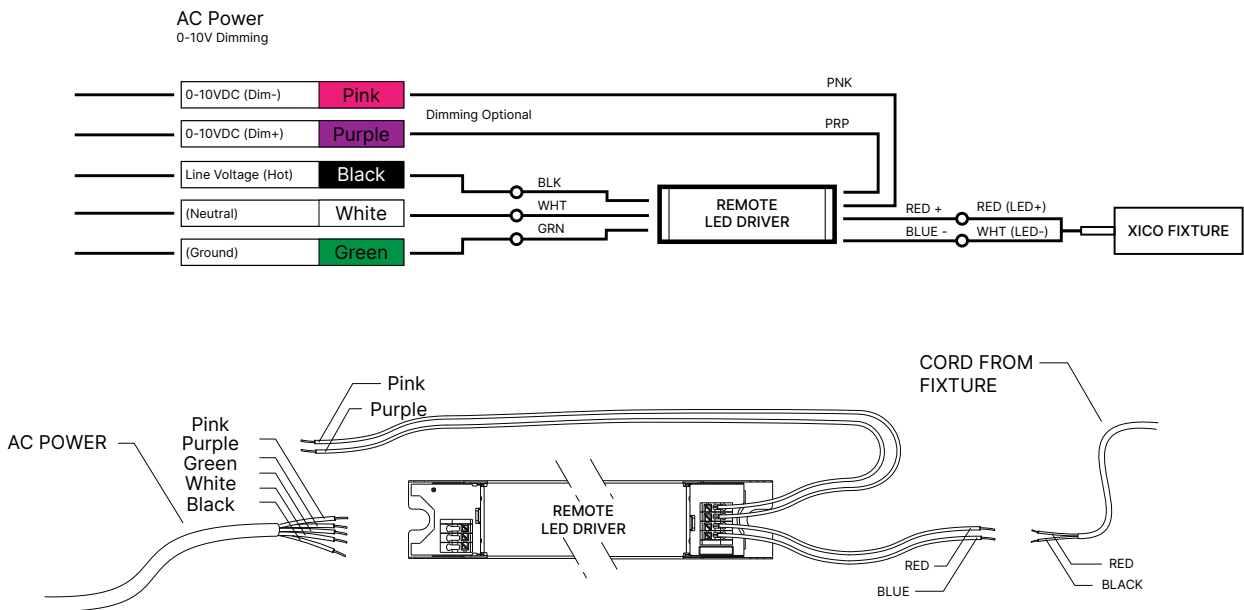 AC Power
0-10V Dimming
0-10VDC (Dim-) Pink
PNK
Dimming Optional
0-10VDC (Dim+) Purple
PRP
Line Voltage (Hot) Black
BLK
(Neutral) White
WHT
(Ground) Green
GRN
REMOTE
LED DRIVER
RED + RED (LED+)
BLUE - WHT (LED-)
XICO FIXTURE
CORD FROM
FIXTURE
Pink
Purple
AC POWER
Pink
Purple
Green
White
Black
REMOTE
LED DRIVER
RED
BLUE
RED
BLACK